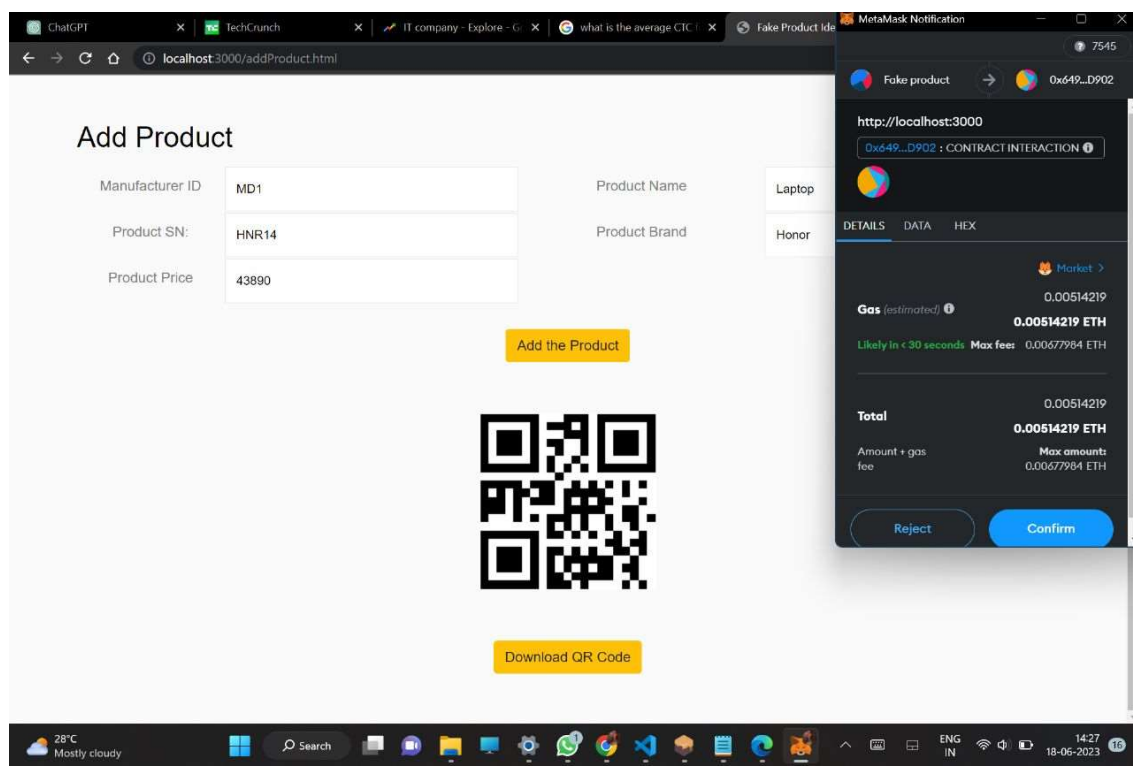 ChatGPT
TechCrunch
IT company - Explore - G
what is the average CTC
Fake Product Ide
MetaMask Notification
localhost:3000/addProduct.html
7545
Fake product
0x649...D902
http://localhost:3000
0x649...D902 : CONTRACT INTERACTION
DETAILS DATA HEX
Market >
Gas (estimated)
0.00514219
0.00514219 ETH
Likely in < 30 seconds Max fee: 0.00677984 ETH
Total
0.00514219
0.00514219 ETH
Amount + gas fee
Max amount:
0.00677984 ETH
Reject
Confirm
Add Product
Manufacturer ID
MD1
Product Name
Laptop
Product SN:
HNR14
Product Brand
Honor
Product Price
43890
Add the Product
Download QR Code
28°C
Mostly cloudy
Search
ENG
IN
14:27
18-06-2023
16